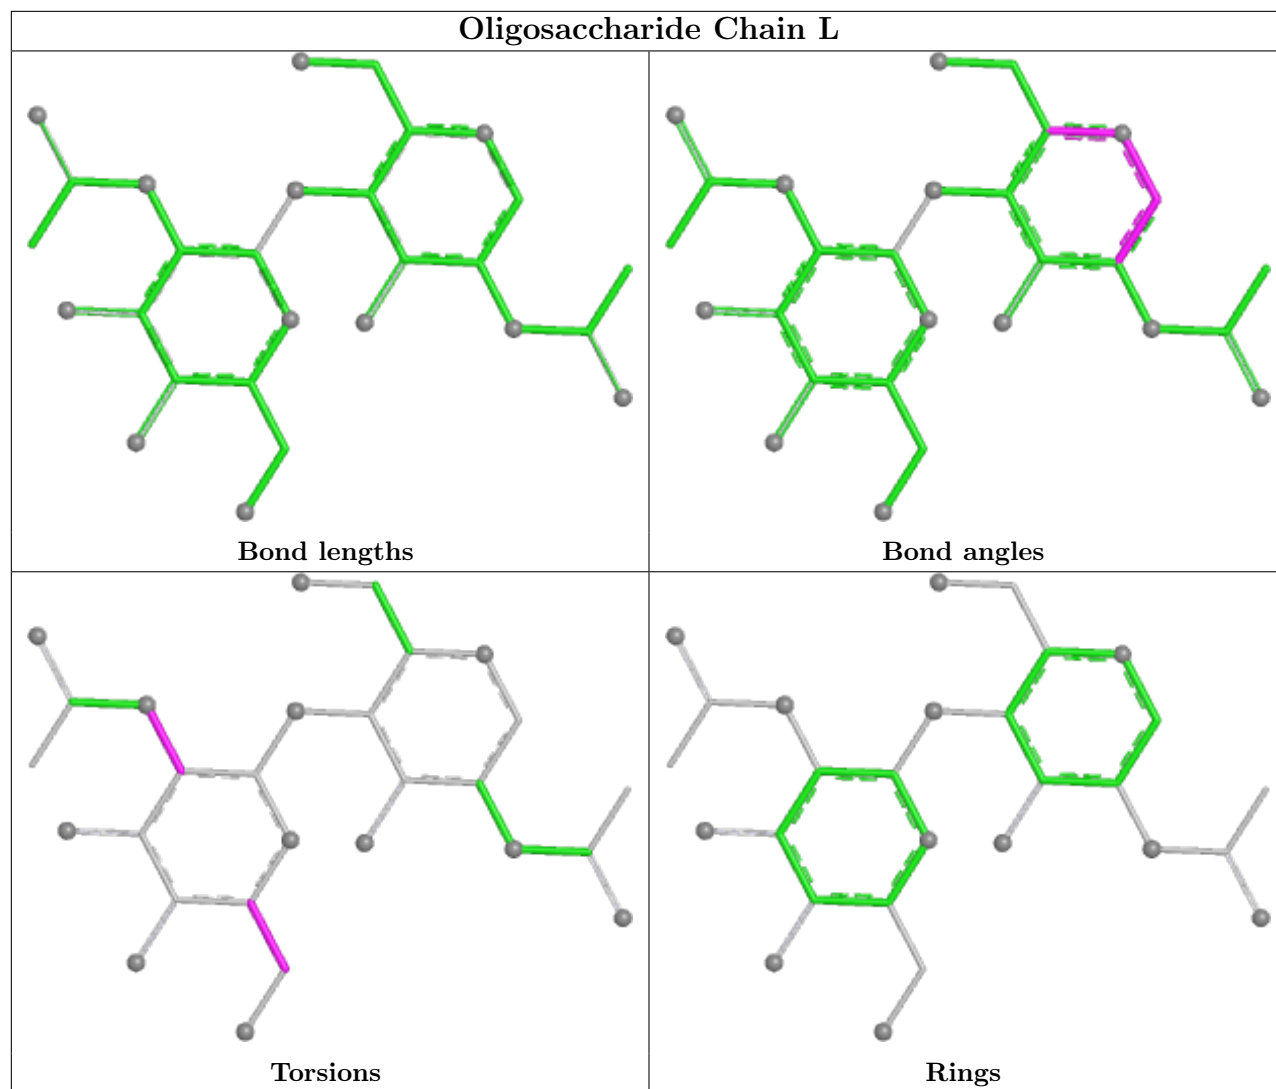 Oligosaccharide Chain L
Bond lengths
Bond angles
Torsions
Rings